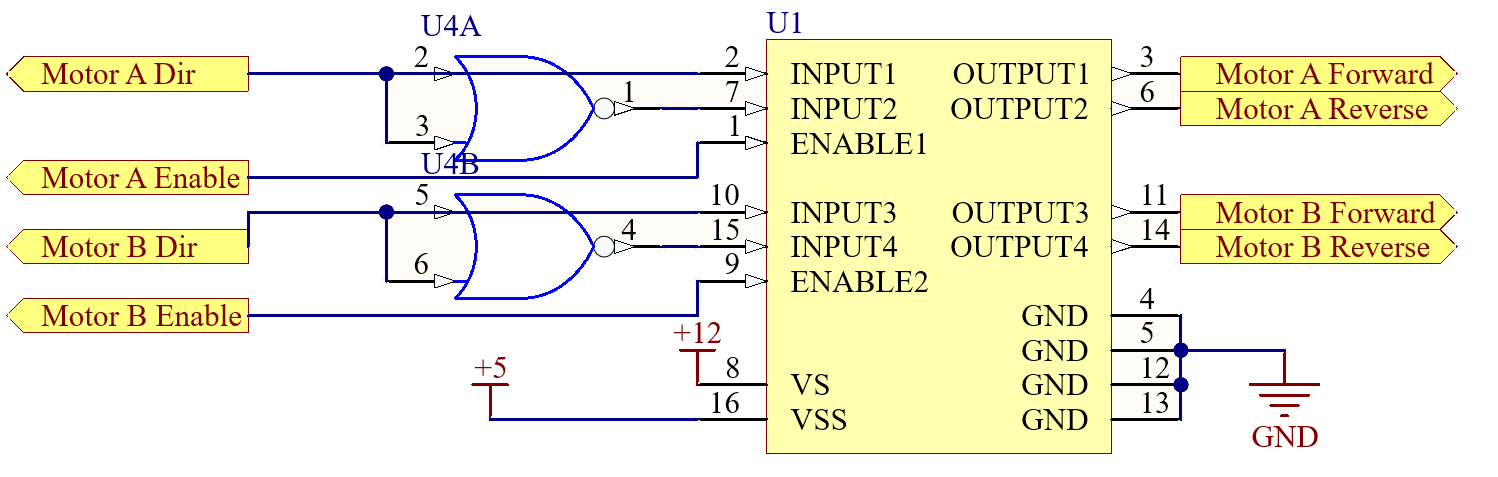 U4A U1
Motor A Dir 2 2 INPUT1 OUTPUT1 3 Motor A Forward
1 7 INPUT2 OUTPUT2 6 Motor A Reverse
3 1 ENABLE1
U4B
Motor A Enable
5 10 INPUT3 OUTPUT3 11 Motor B Forward
Motor B Dir 4 15 INPUT4 OUTPUT4 14 Motor B Reverse
6 9 ENABLE2
Motor B Enable GND 4
+12 GND 5
+5 8 VS GND 12
16 VSS GND 13
GND